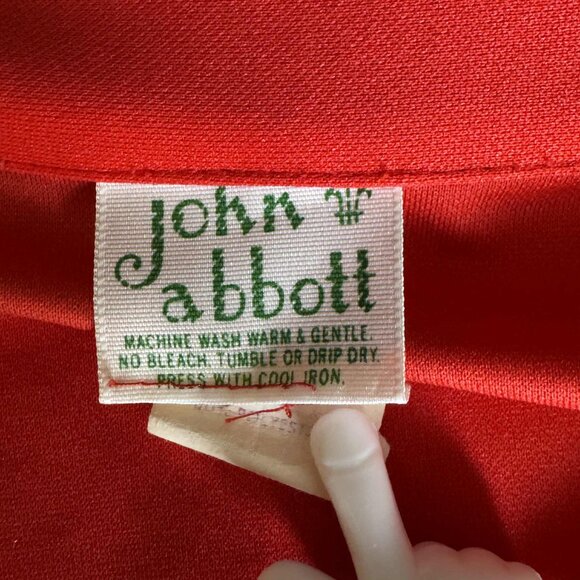 john
abbott
MACHINE WASH WARM & GENTLE.
NO BLEACH. TUMBLE OR DRIP DRY.
PRESS WITH COOL IRON.